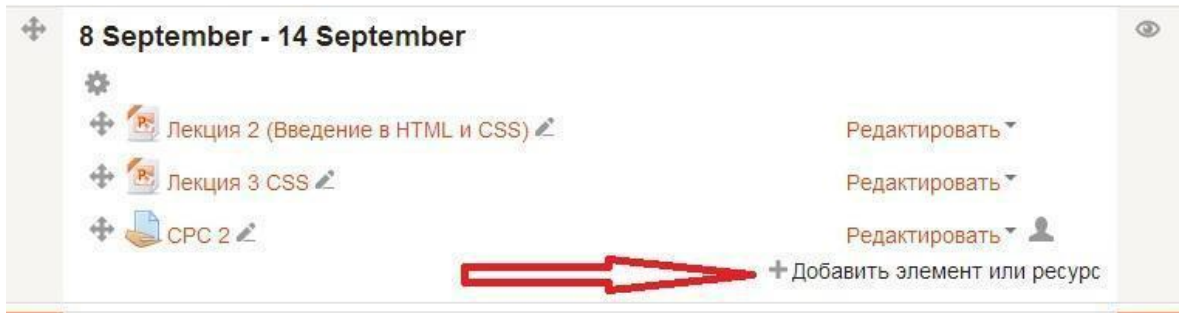 8 September - 14 September
Лекция 2 (Введение в HTML и CSS) Редактировать
Лекция 3 CSS Редактировать
СРС 2 Редактировать
Добавить элемент или ресурс